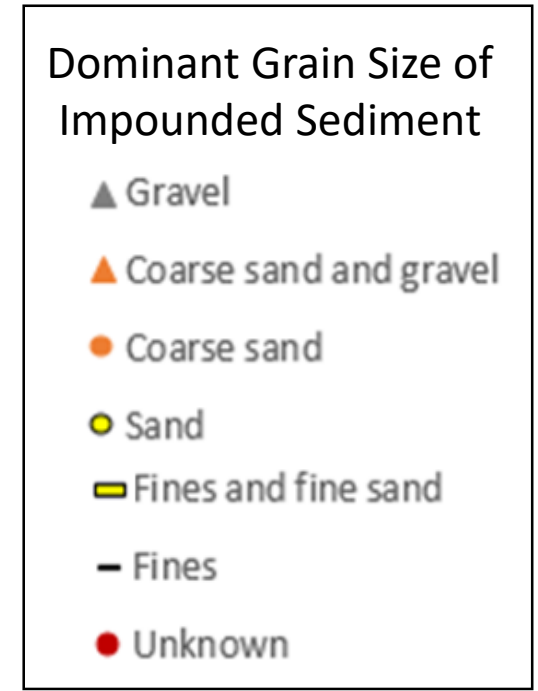 Dominant Grain Size of
Impounded Sediment
Gravel
Coarse sand and gravel
Coarse sand
Sand
Fines and fine sand
Fines
Unknown